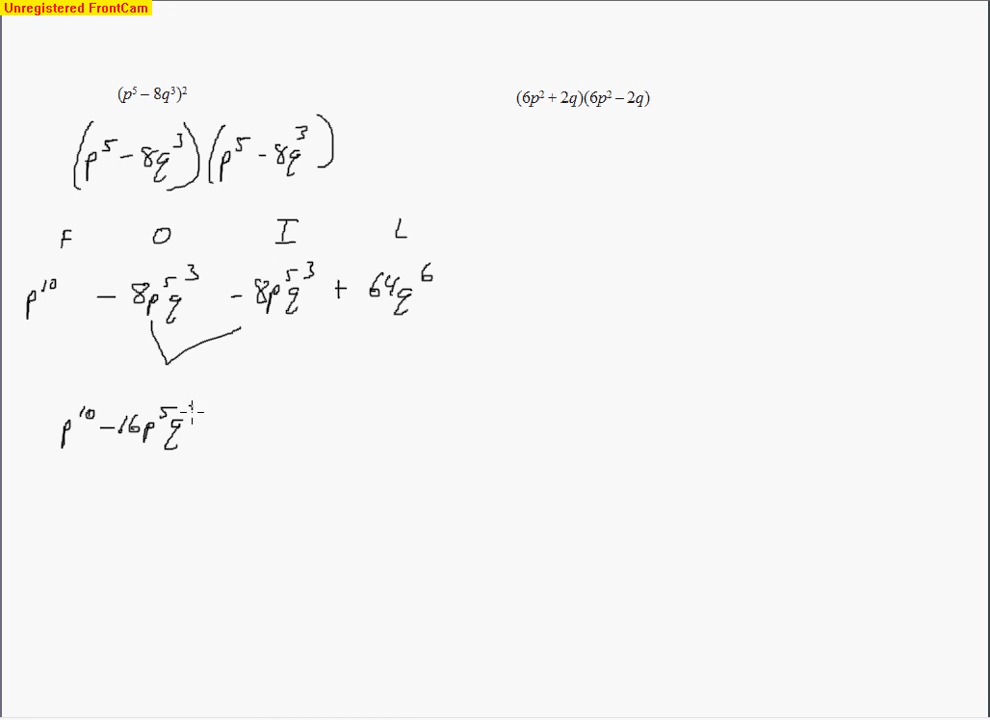 Unregistered FrontCam
(p⁵ – 8q³)²
(6p² + 2q)(6p² – 2q)
(p⁵ – 8q³)(p⁵ – 8q³)
F O I L
p¹⁰ – 8p⁵q³ – 8p⁵q³ + 64q⁶
p¹⁰ – 16p⁵q